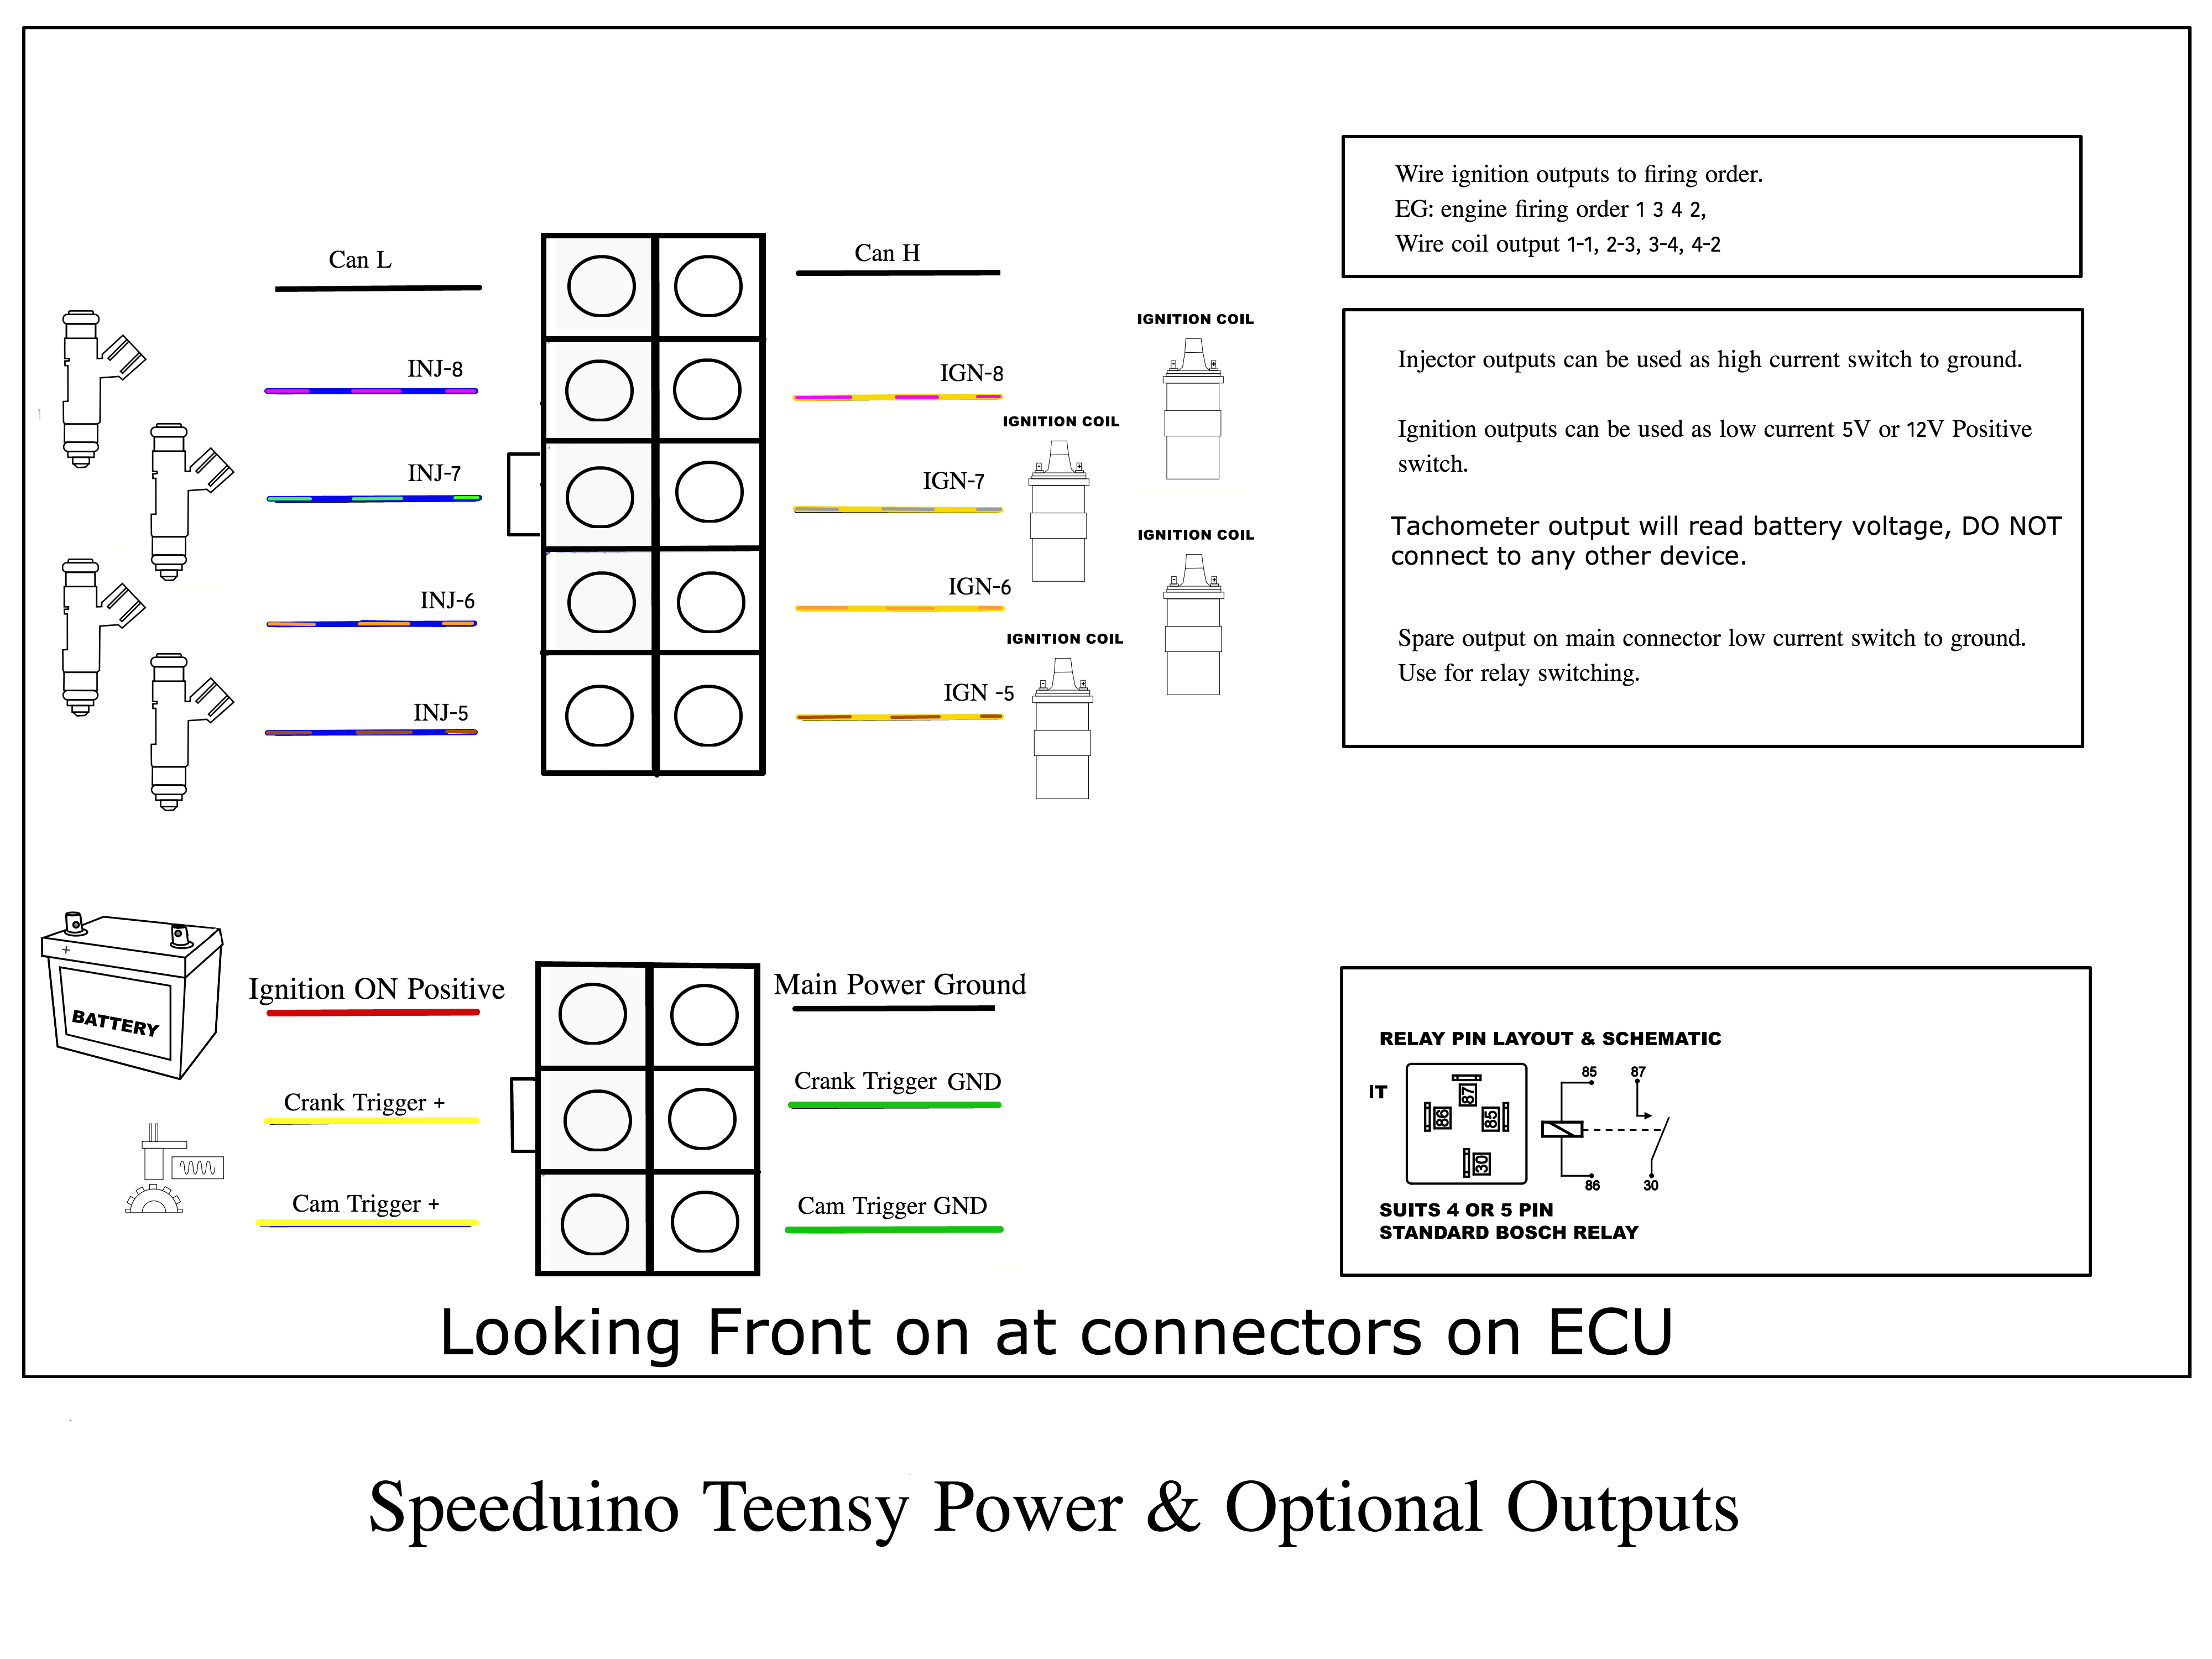 Wire ignition outputs to firing order.
EG: engine firing order 1 3 4 2,
Wire coil output 1-1, 2-3, 3-4, 4-2
Can L
Can H
INJ-8
IGN-8
IGNITION COIL
- +
IGNITION COIL
- +
INJ-7
IGN-7
IGNITION COIL
- +
INJ-6
IGN-6
IGNITION COIL
- +
INJ-5
IGN -5
Injector outputs can be used as high current switch to ground.
Ignition outputs can be used as low current 5V or 12V Positive
switch.
Tachometer output will read battery voltage, DO NOT
connect to any other device.
Spare output on main connector low current switch to ground.
Use for relay switching.
+
BATTERY
Ignition ON Positive
Main Power Ground
Crank Trigger +
Crank Trigger GND
Cam Trigger +
Cam Trigger GND
RELAY PIN LAYOUT & SCHEMATIC
IT
87
86
85
30
85
87
86
30
SUITS 4 OR 5 PIN
STANDARD BOSCH RELAY
Looking Front on at connectors on ECU
Speeduino Teensy Power & Optional Outputs